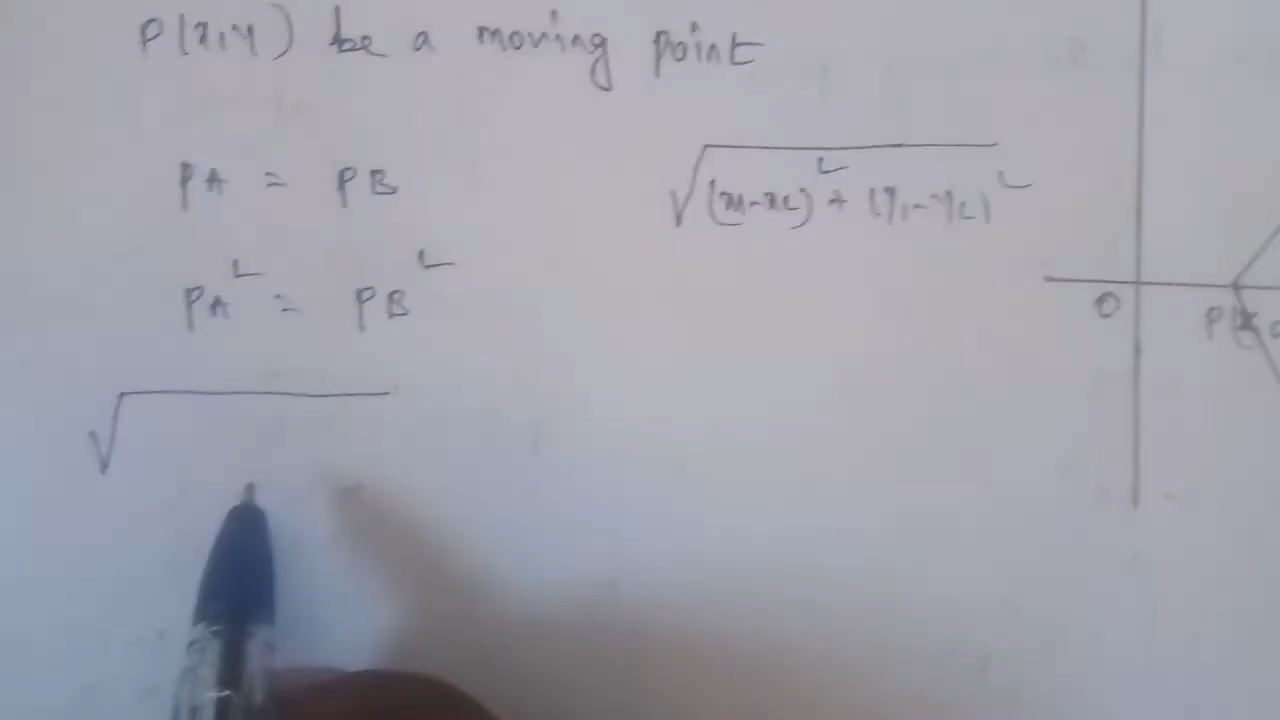 P(x,y) be a moving point
PA = PB
√(x1-x2)² + (y1-y2)²
PA² = PB²
√
O
P(